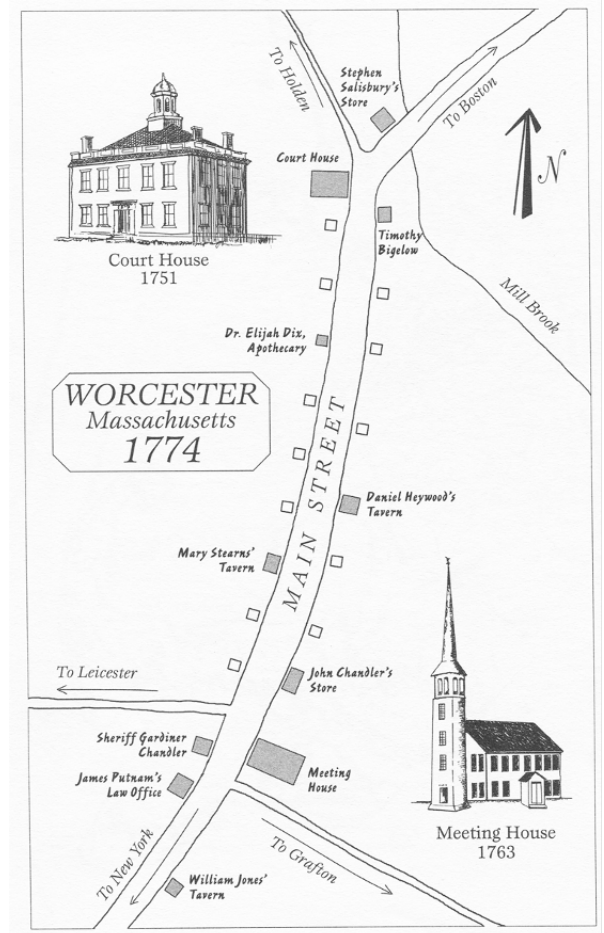 To Holden
Stephen
Salisbury's
Store
To Boston
Court House
N
Timothy
Bigelow
Court House
1751
Mill Brook
Dr. Elijah Dix,
Apothecary
WORCESTER
Massachusetts
1774
MAIN STREET
Daniel Heywood's
Tavern
Mary Stearns'
Tavern
To Leicester
John Chandler's
Store
Sheriff Gardiner
Chandler
James Putnam's
Law Office
Meeting
House
Meeting House
1763
To New York
To Grafton
William Jones'
Tavern